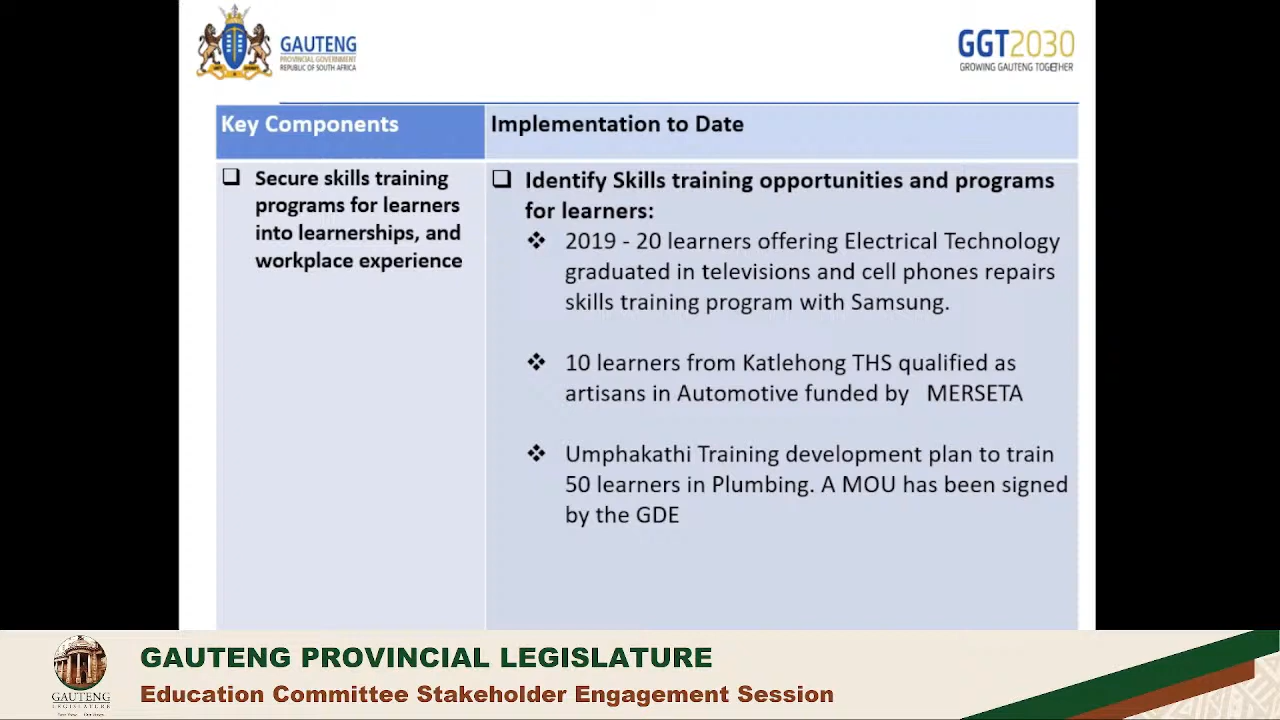 GAUTENG
PROVINCIAL GOVERNMENT
REPUBLIC OF SOUTH AFRICA
GGT2030
GROWING GAUTENG TOGETHER
Key Components
Implementation to Date
Secure skills training
programs for learners
into learnerships, and
workplace experience
Identify Skills training opportunities and programs
for learners:
2019 - 20 learners offering Electrical Technology
graduated in televisions and cell phones repairs
skills training program with Samsung.
10 learners from Katlehong THS qualified as
artisans in Automotive funded by MERSETA
Umphakathi Training development plan to train
50 learners in Plumbing. A MOU has been signed
by the GDE
GAUTENG
LEGISLATURE
GAUTENG PROVINCIAL LEGISLATURE
Education Committee Stakeholder Engagement Session